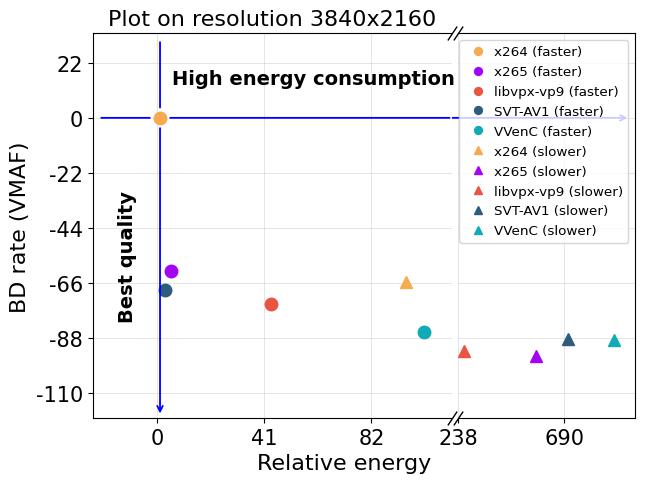 Plot on resolution 3840x2160
22
0
-22
-44
-66
-88
-110
BD rate (VMAF)
High energy consumption
Best quality
x264 (faster)
x265 (faster)
libvpx-vp9 (faster)
SVT-AV1 (faster)
VVenC (faster)
x264 (slower)
x265 (slower)
libvpx-vp9 (slower)
SVT-AV1 (slower)
VVenC (slower)
0 41 82 238 690
Relative energy